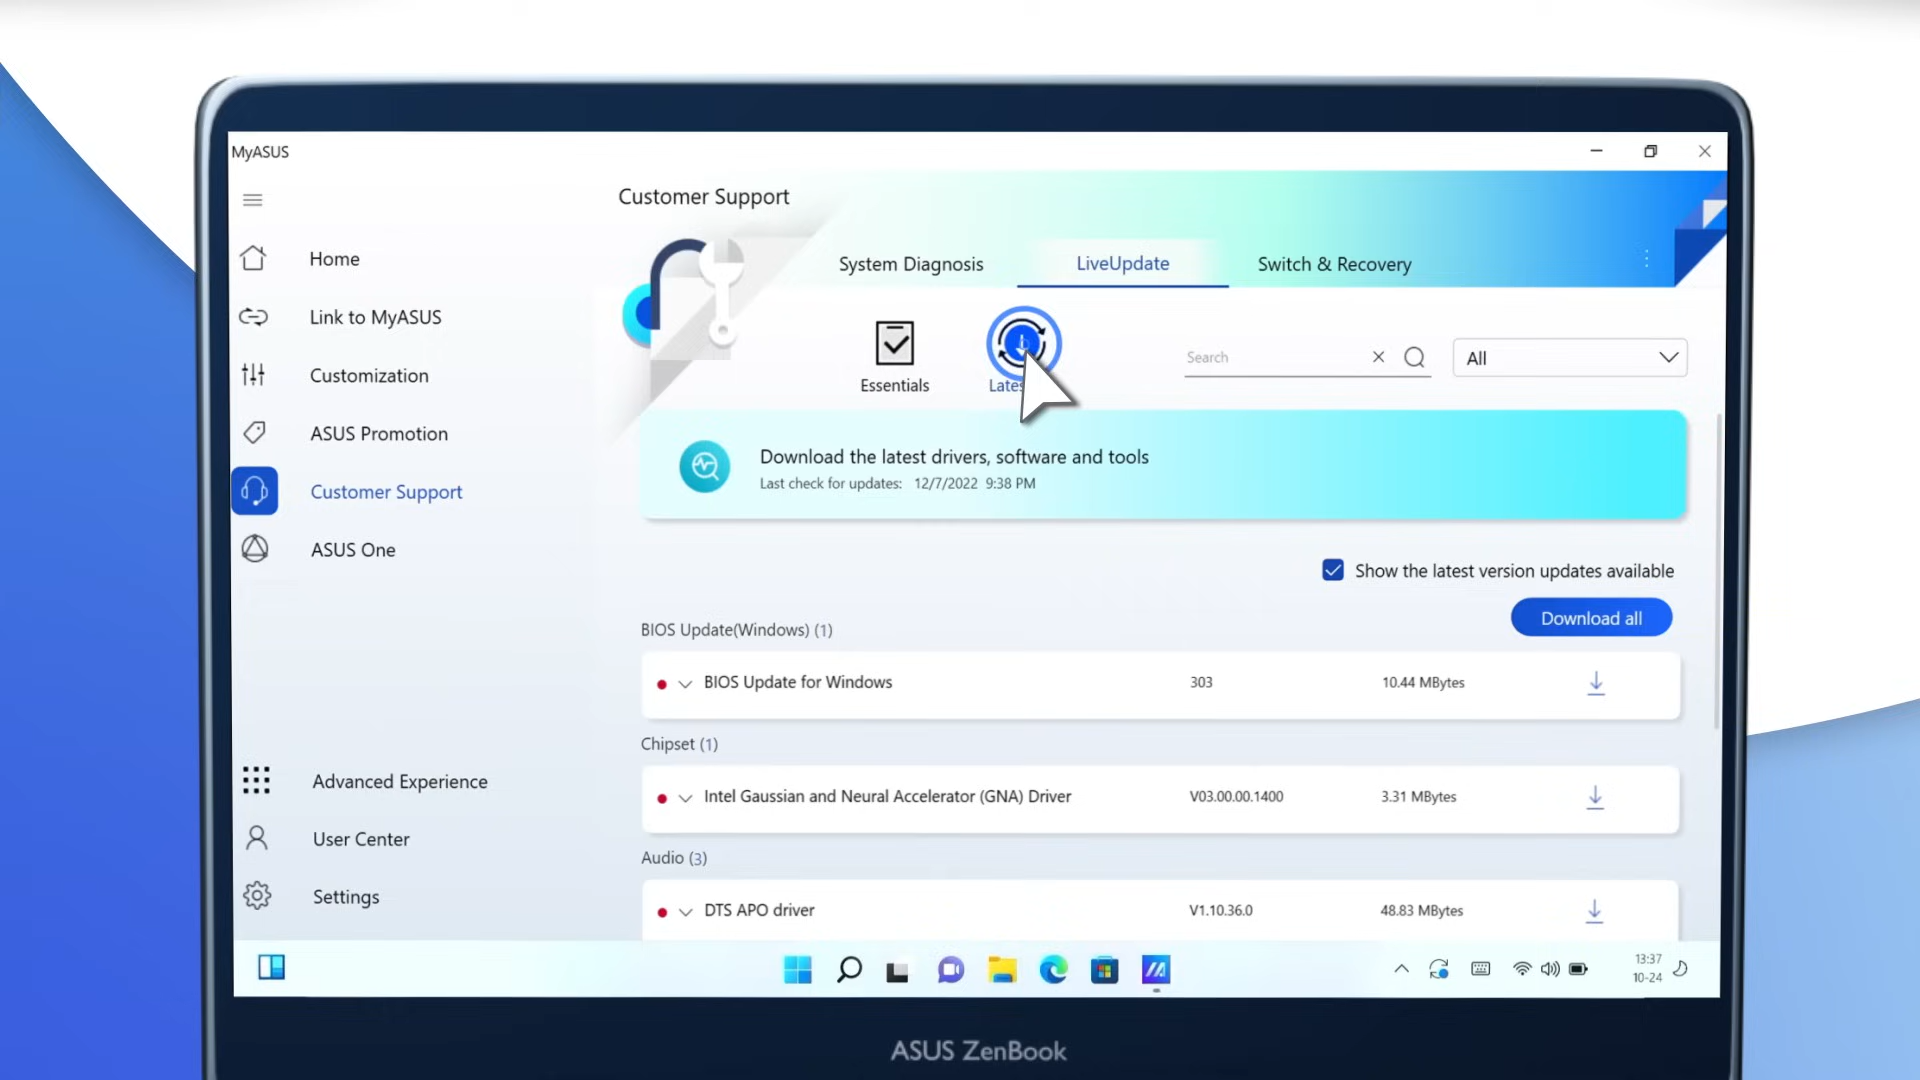 MyASUS
Customer Support
Home
Link to MyASUS
Customization
ASUS Promotion
Customer Support
ASUS One
Advanced Experience
User Center
Settings
System Diagnosis
LiveUpdate
Switch & Recovery
Essentials
Search
All
Download the latest drivers, software and tools
Last check for updates: 12/7/2022 9:38 PM
Show the latest version updates available
Download all
BIOS Update(Windows) (1)
BIOS Update for Windows 303 10.44 MBytes
Chipset (1)
Intel Gaussian and Neural Accelerator (GNA) Driver V03.00.00.1400 3.31 MBytes
Audio (3)
DTS APO driver V1.10.36.0 48.83 MBytes
13:37
10-24
ASUS ZenBook